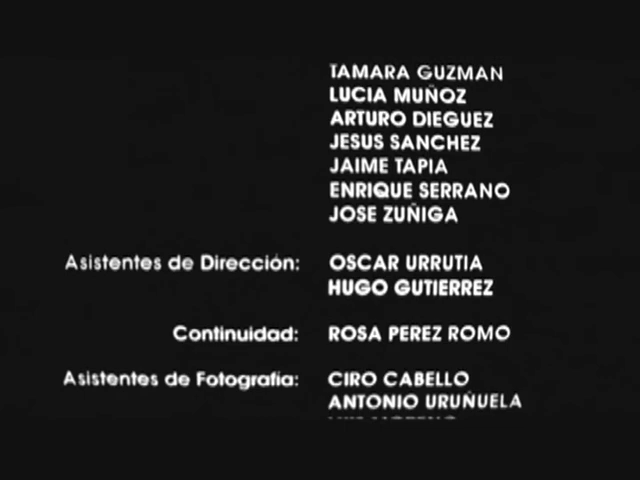 TAMARA GUZMAN
LUCIA MUÑOZ
ARTURO DIEGUEZ
JESUS SANCHEZ
JAIME TAPIA
ENRIQUE SERRANO
JOSE ZUÑIGA
Asistentes de Dirección: OSCAR URRUTIA
HUGO GUTIERREZ
Continuidad: ROSA PEREZ ROMO
Asistentes de Fotografía: CIRO CABELLO
ANTONIO URUÑUELA